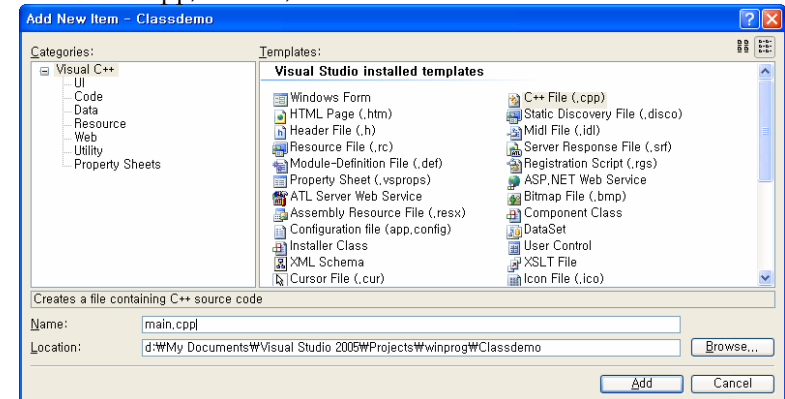 Add New Item - Classdemo
Categories:
Templates:
Visual C++
UI
Code
Data
Resource
Web
Utility
Property Sheets
Visual Studio installed templates
Windows Form
HTML Page (.htm)
Header File (.h)
Resource File (.rc)
Module-Definition File (.def)
Property Sheet (.vsprops)
ATL Server Web Service
Assembly Resource File (.resx)
Configuration file (app.config)
Installer Class
XML Schema
Cursor File (.cur)
C++ File (.cpp)
Static Discovery File (.disco)
Midl File (.idl)
Server Response File (.srf)
Registration Script (.rgs)
ASP.NET Web Service
Bitmap File (.bmp)
Component Class
DataSet
User Control
XSLT File
Icon File (.ico)
Creates a file containing C++ source code
Name: main.cpp
Location: d:₩My Documents₩Visual Studio 2005₩Projects₩winprog₩Classdemo Browse...
Add Cancel